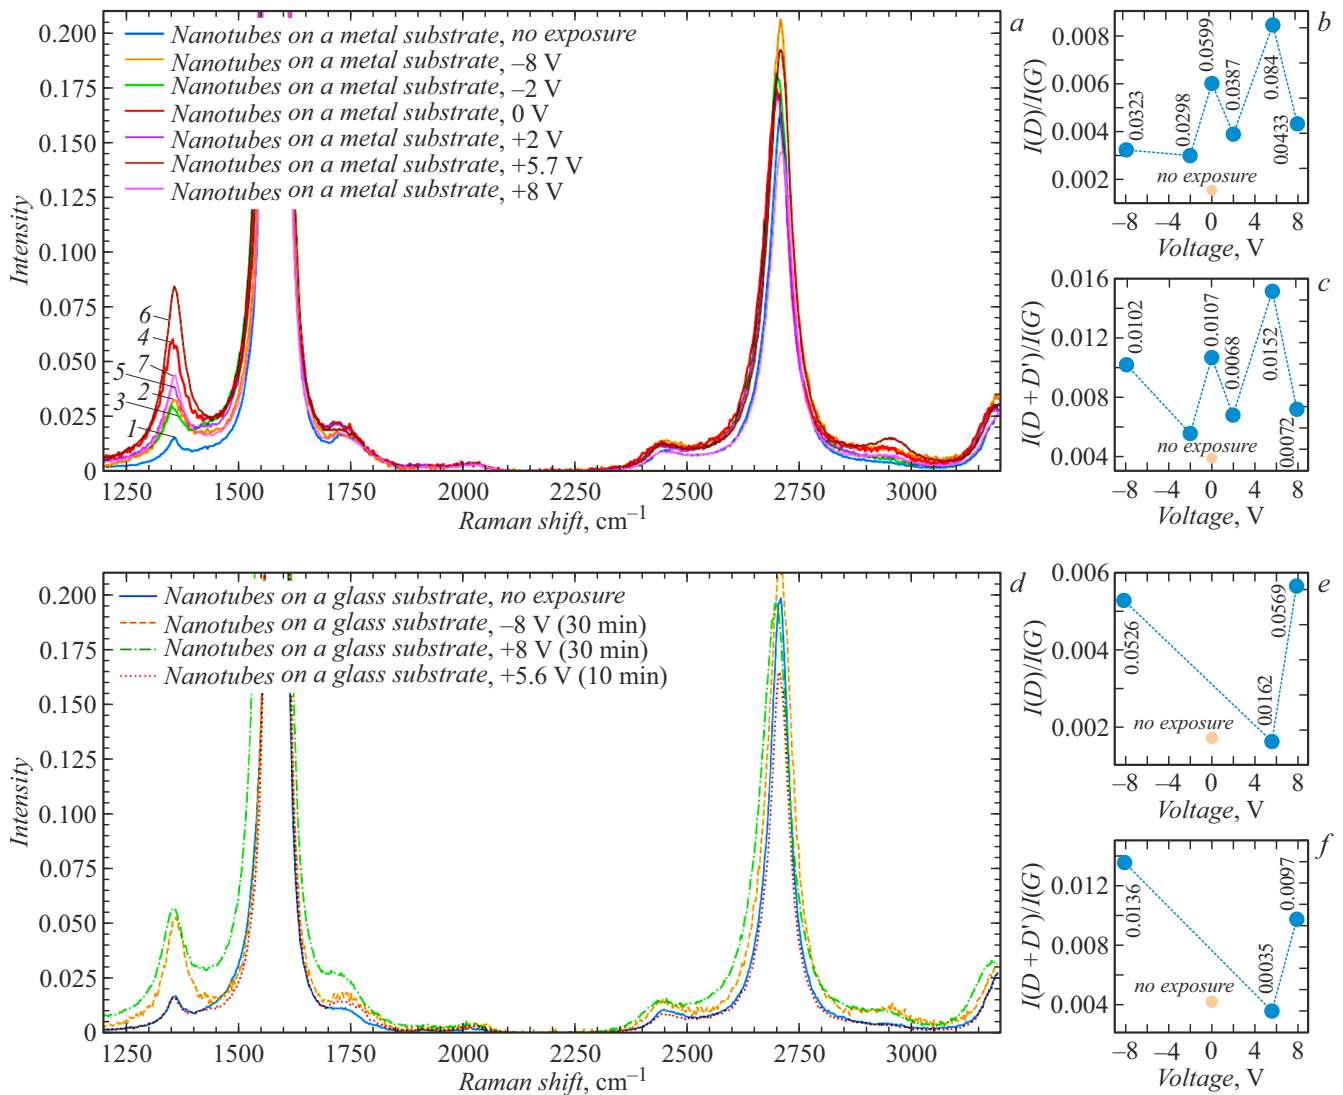 a
0.200
0.175
0.150
0.125
0.100
0.075
0.050
0.025
0
Intensity
Nanotubes on a metal substrate, no exposure
Nanotubes on a metal substrate, –8 V
Nanotubes on a metal substrate, –2 V
Nanotubes on a metal substrate, 0 V
Nanotubes on a metal substrate, +2 V
Nanotubes on a metal substrate, +5.7 V
Nanotubes on a metal substrate, +8 V
6
4
7
5
2
3
1
1250 1500 1750 2000 2250 2500 2750 3000
Raman shift, cm–1
b
I(D)/I(G)
0.008
0.006
0.004
0.002
0.0323
0.0298
0.0599
0.0387
0.084
0.0433
no exposure
–8 –4 0 4 8
Voltage, V
c
I(D + D')/I(G)
0.016
0.012
0.008
0.004
0.0102
0.0107
0.0068
0.0152
0.0072
no exposure
–8 –4 0 4 8
Voltage, V
d
0.200
0.175
0.150
0.125
0.100
0.075
0.050
0.025
0
Intensity
Nanotubes on a glass substrate, no exposure
Nanotubes on a glass substrate, –8 V (30 min)
Nanotubes on a glass substrate, +8 V (30 min)
Nanotubes on a glass substrate, +5.6 V (10 min)
1250 1500 1750 2000 2250 2500 2750 3000
Raman shift, cm–1
e
I(D)/I(G)
0.006
0.004
0.002
0.0526
0.0162
0.0569
no exposure
–8 4 0 4 8
Voltage, V
f
I(D + D')/I(G)
0.012
0.008
0.004
0.0136
0.0035
0.0097
no exposure
–8 –4 0 4 8
Voltage, V